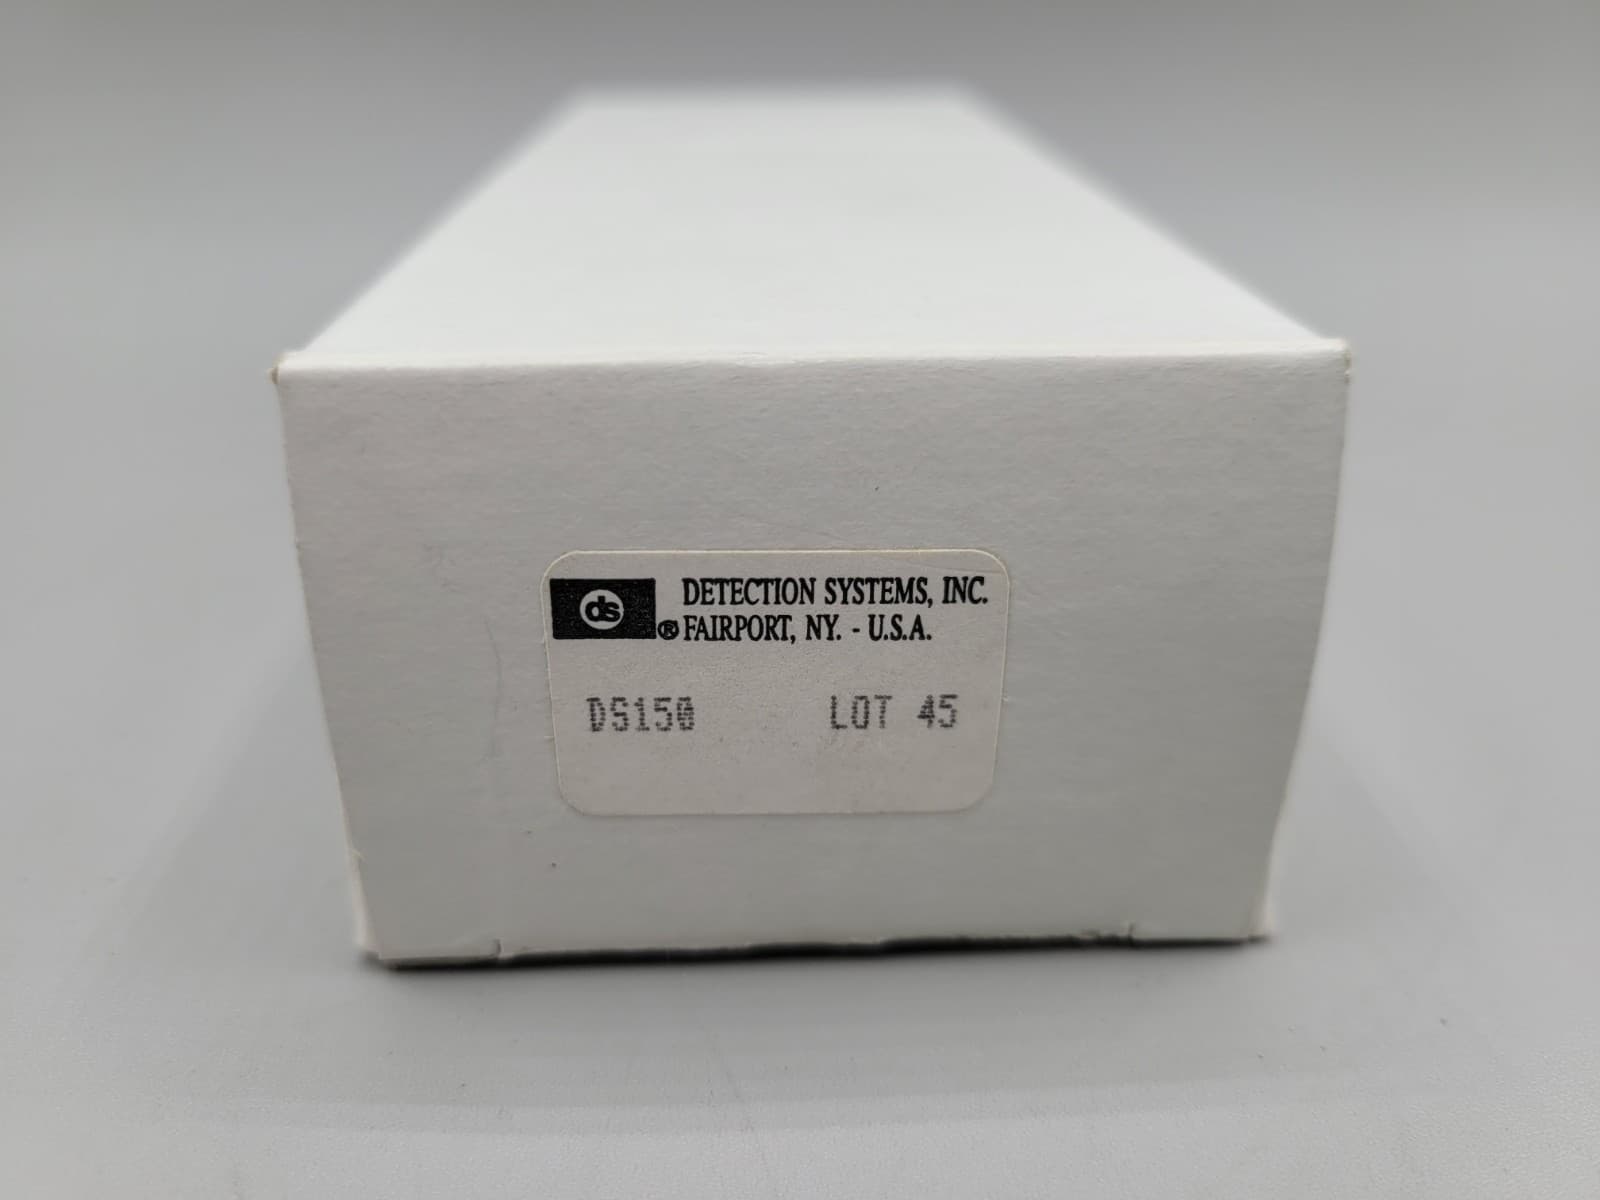 ds
DETECTION SYSTEMS, INC.
® FAIRPORT, NY. - U.S.A.
DS150 LOT 45